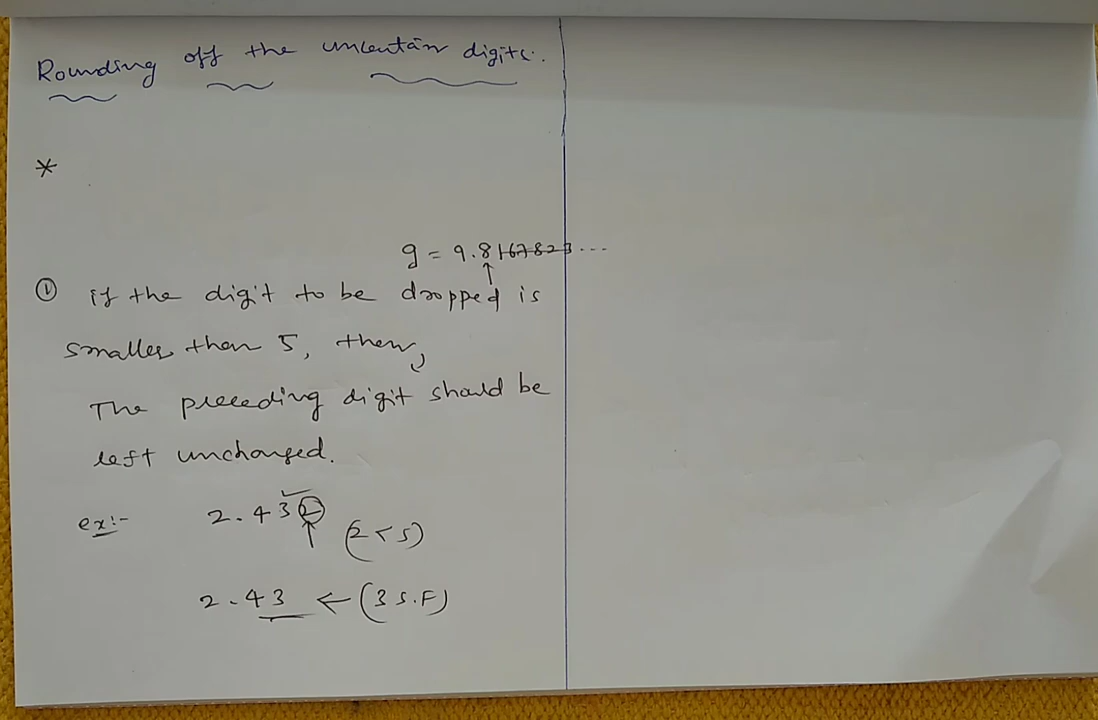 Rounding off the uncertain digits.
*
g = 9.8167823...
① if the digit to be dropped is
smaller than 5, then,
The preceding digit should be
left unchanged.
ex:- 2.432 (2 < 5)
2.43 ← (3 S.F)